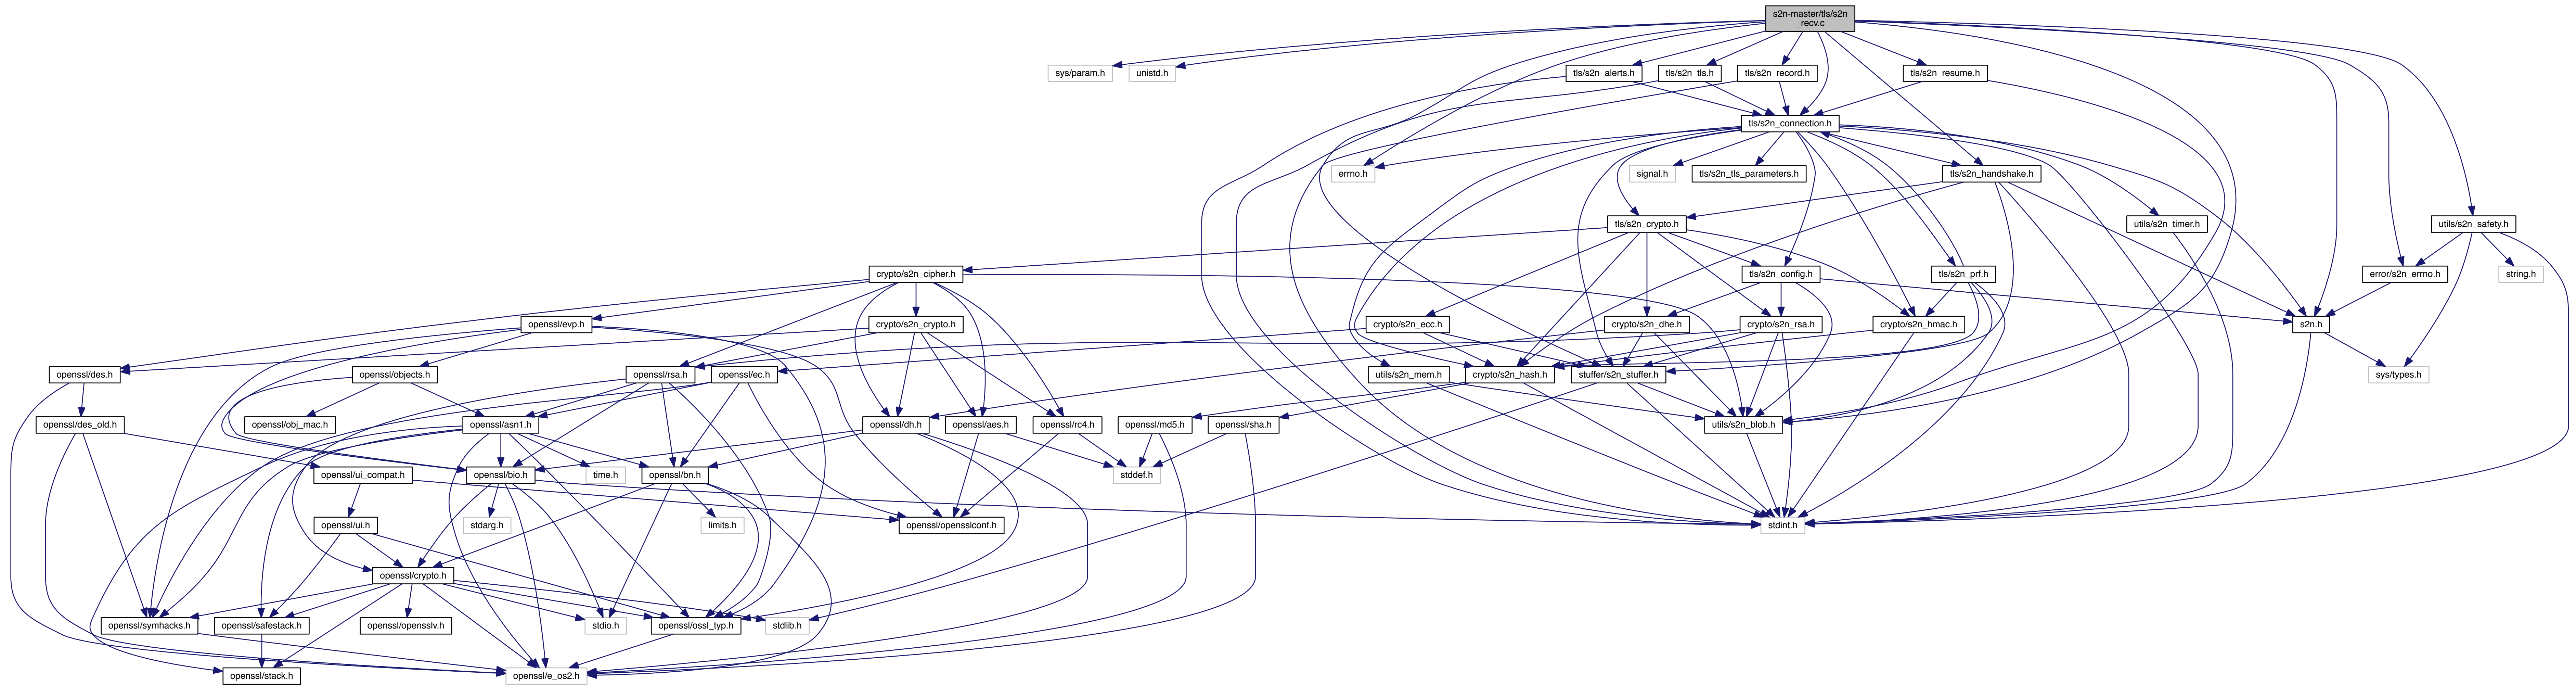 s2n-master/tls/s2n
_recv.c
sys/param.h
unistd.h
tls/s2n_alerts.h
tls/s2n_tls.h
tls/s2n_record.h
tls/s2n_resume.h
tls/s2n_connection.h
errno.h
signal.h
tls/s2n_tls_parameters.h
tls/s2n_handshake.h
tls/s2n_crypto.h
utils/s2n_timer.h
utils/s2n_safety.h
crypto/s2n_cipher.h
tls/s2n_config.h
tls/s2n_prf.h
error/s2n_errno.h
string.h
openssl/evp.h
crypto/s2n_crypto.h
crypto/s2n_ecc.h
crypto/s2n_dhe.h
crypto/s2n_rsa.h
crypto/s2n_hmac.h
s2n.h
openssl/des.h
openssl/objects.h
openssl/rsa.h
openssl/ec.h
utils/s2n_mem.h
crypto/s2n_hash.h
stuffer/s2n_stuffer.h
sys/types.h
openssl/des_old.h
openssl/obj_mac.h
openssl/asn1.h
openssl/dh.h
openssl/aes.h
openssl/rc4.h
openssl/md5.h
openssl/sha.h
utils/s2n_blob.h
openssl/ui_compat.h
openssl/bio.h
time.h
openssl/bn.h
stddef.h
openssl/ui.h
stdarg.h
limits.h
openssl/opensslconf.h
stdint.h
openssl/crypto.h
openssl/symhacks.h
openssl/safestack.h
openssl/opensslv.h
stdio.h
openssl/ossl_typ.h
stdlib.h
openssl/stack.h
openssl/e_os2.h